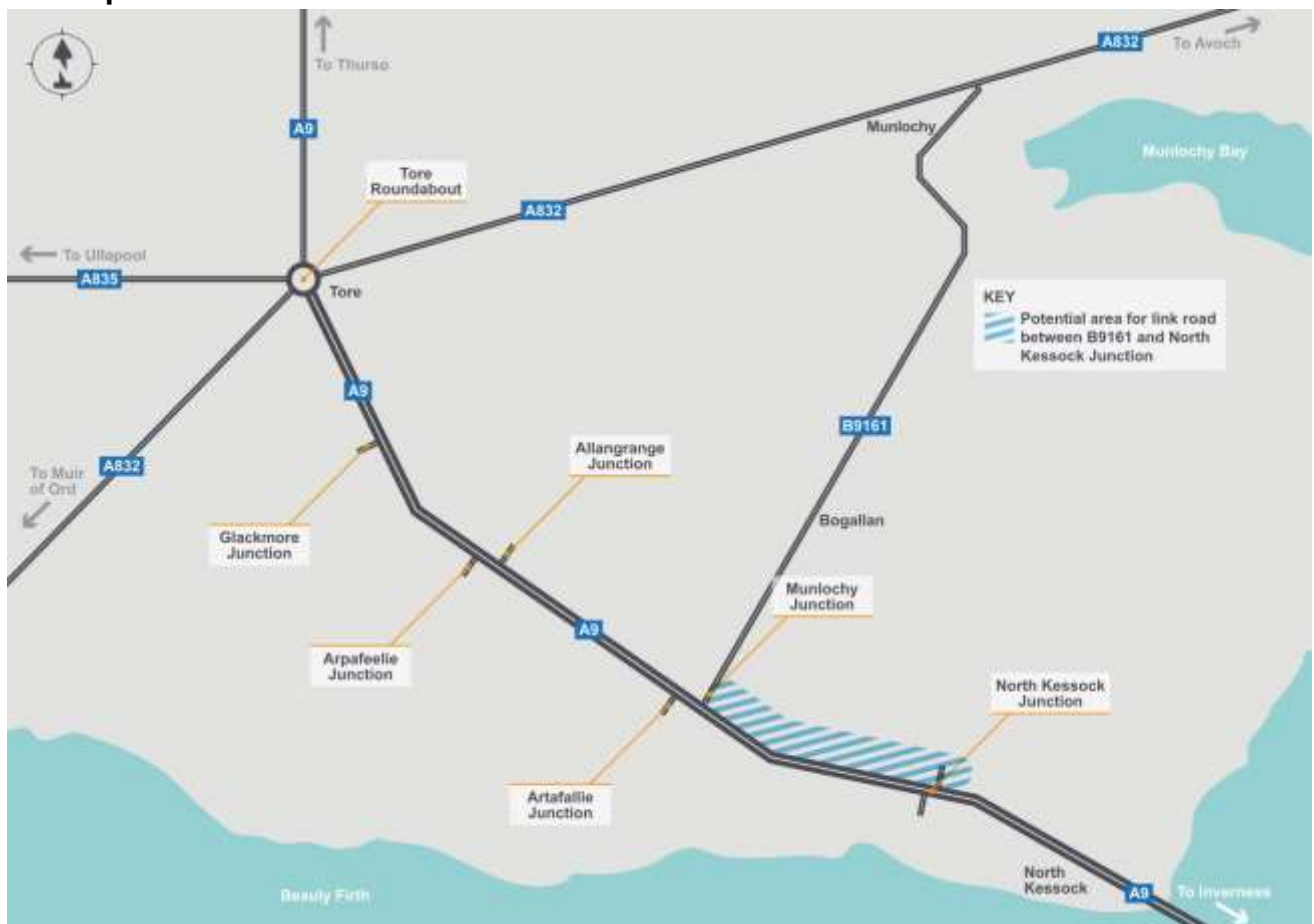 To Thurso
A832
To Avoch
A9
Munlochy
Munlochy Bay
Tore
Roundabout
A832
To Ullapool
A835
Tore
KEY
Potential area for link road
between B9161 and North
Kessock Junction
A9
B9161
To Muir
of Ord
A832
Allangrange
Junction
Bogallan
Glackmore
Junction
Munlochy
Junction
A9
Arpafeelie
Junction
North Kessock
Junction
Artafallie
Junction
North
Kessock
Beauly Firth
A9
To Inverness